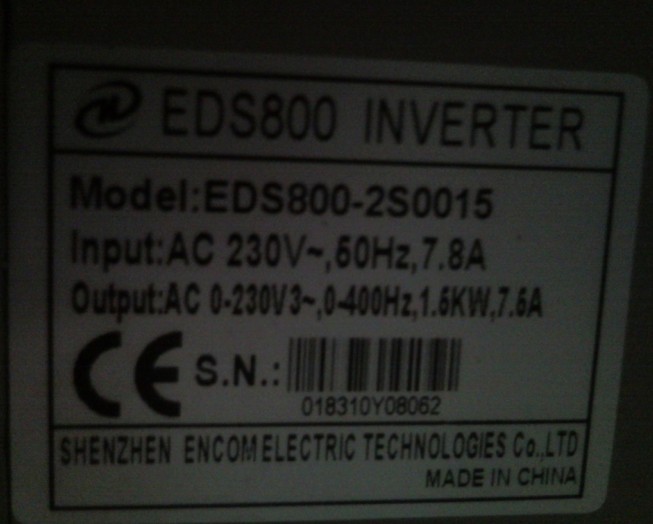 EDS800 INVERTER
Model:EDS800-2S0015
Input:AC 230V~,50Hz,7.8A
Output:AC 0-230V3~,0-400Hz,1.5KW,7.5A
CE S.N.:
018310Y08062
SHENZHEN ENCOM ELECTRIC TECHNOLOGIES Co.,LTD
MADE IN CHINA